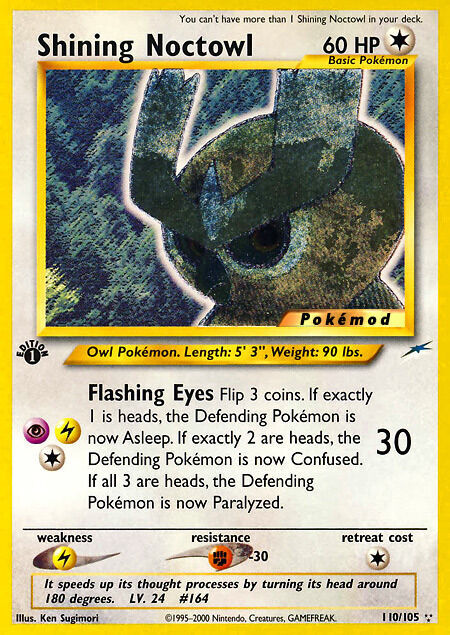 You can't have more than 1 Shining Noctowl in your deck.
Shining Noctowl
60 HP
Basic Pokémon
Pokémod
EDITION
1
Owl Pokémon. Length: 5' 3", Weight: 90 lbs.
Flashing Eyes Flip 3 coins. If exactly
1 is heads, the Defending Pokémon is
now Asleep. If exactly 2 are heads, the
Defending Pokémon is now Confused.
If all 3 are heads, the Defending
Pokémon is now Paralyzed.
30
weakness
resistance
retreat cost
-30
It speeds up its thought processes by turning its head around
180 degrees. LV. 24 #164
Illus. Ken Sugimori
©1995-2000 Nintendo, Creatures, GAMEFREAK.
110/105